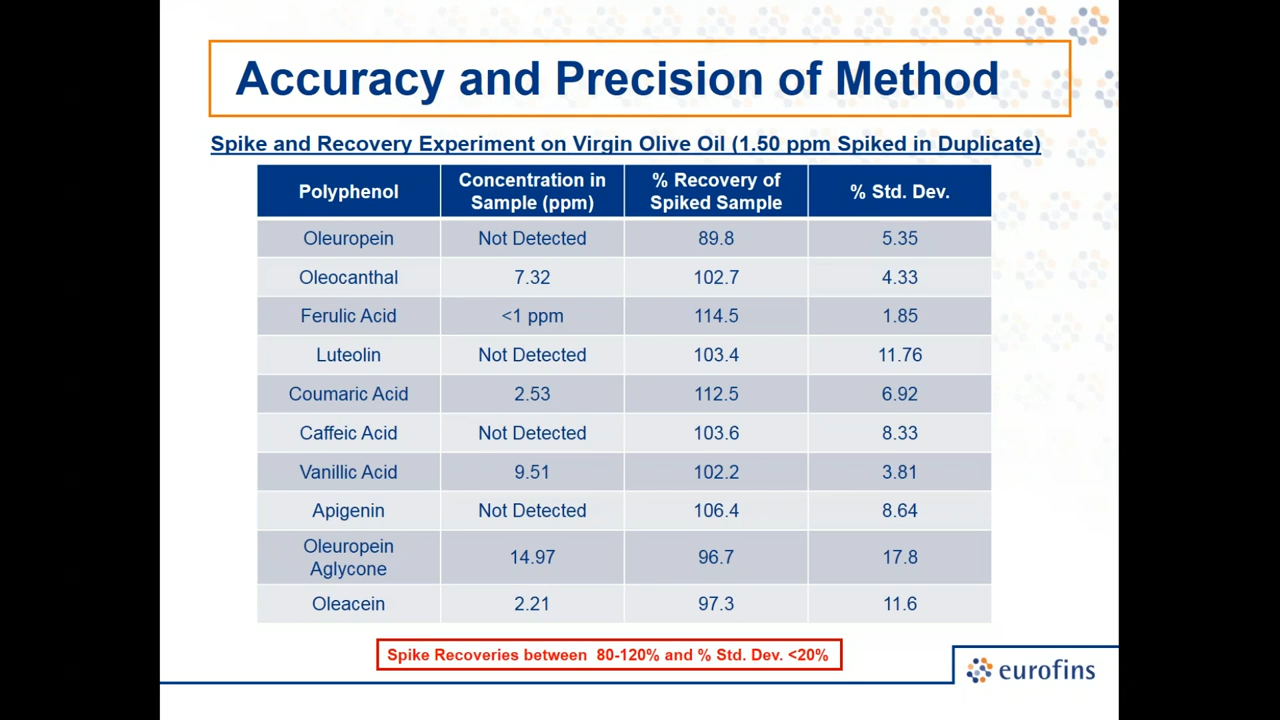 Accuracy and Precision of Method
Spike and Recovery Experiment on Virgin Olive Oil (1.50 ppm Spiked in Duplicate)
Polyphenol Concentration in Sample (ppm) % Recovery of Spiked Sample % Std. Dev.
Oleuropein Not Detected 89.8 5.35
Oleocanthal 7.32 102.7 4.33
Ferulic Acid <1 ppm 114.5 1.85
Luteolin Not Detected 103.4 11.76
Coumaric Acid 2.53 112.5 6.92
Caffeic Acid Not Detected 103.6 8.33
Vanillic Acid 9.51 102.2 3.81
Apigenin Not Detected 106.4 8.64
Oleuropein Aglycone 14.97 96.7 17.8
Oleacein 2.21 97.3 11.6
Spike Recoveries between 80-120% and % Std. Dev. <20%
eurofins